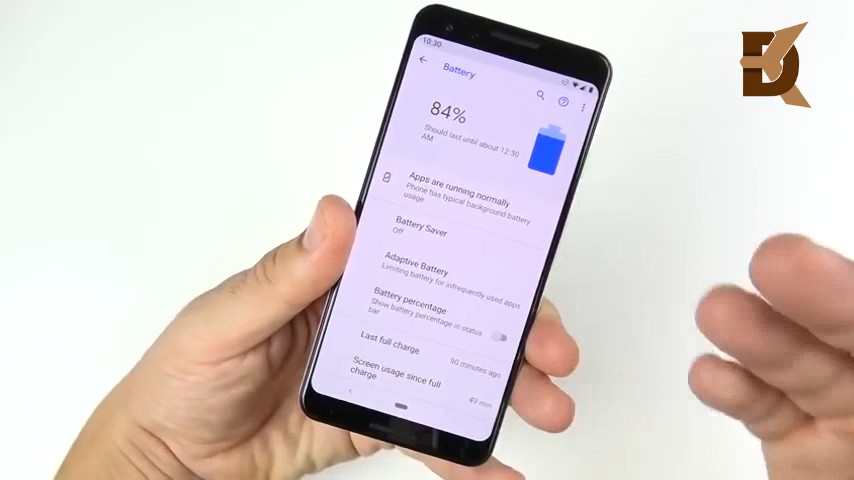 10:30
Battery
84%
Should last until about 12:30
AM
Apps are running normally
Phone has typical background battery
usage
Battery Saver
Off
Adaptive Battery
Limiting battery for infrequently used apps
Battery percentage
Show battery percentage in status
bar
Last full charge
90 minutes ago
Screen usage since full
charge
49 min